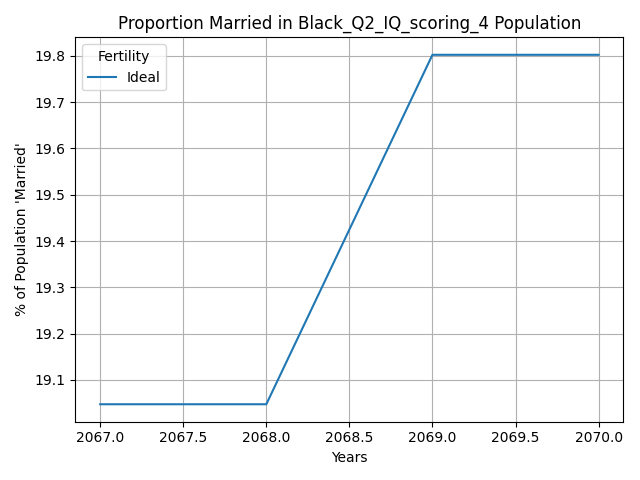 Proportion Married in Black_Q2_IQ_scoring_4 Population
Fertility
Ideal
% of Population 'Married'
19.8
19.7
19.6
19.5
19.4
19.3
19.2
19.1
2067.0 2067.5 2068.0 2068.5 2069.0 2069.5 2070.0
Years